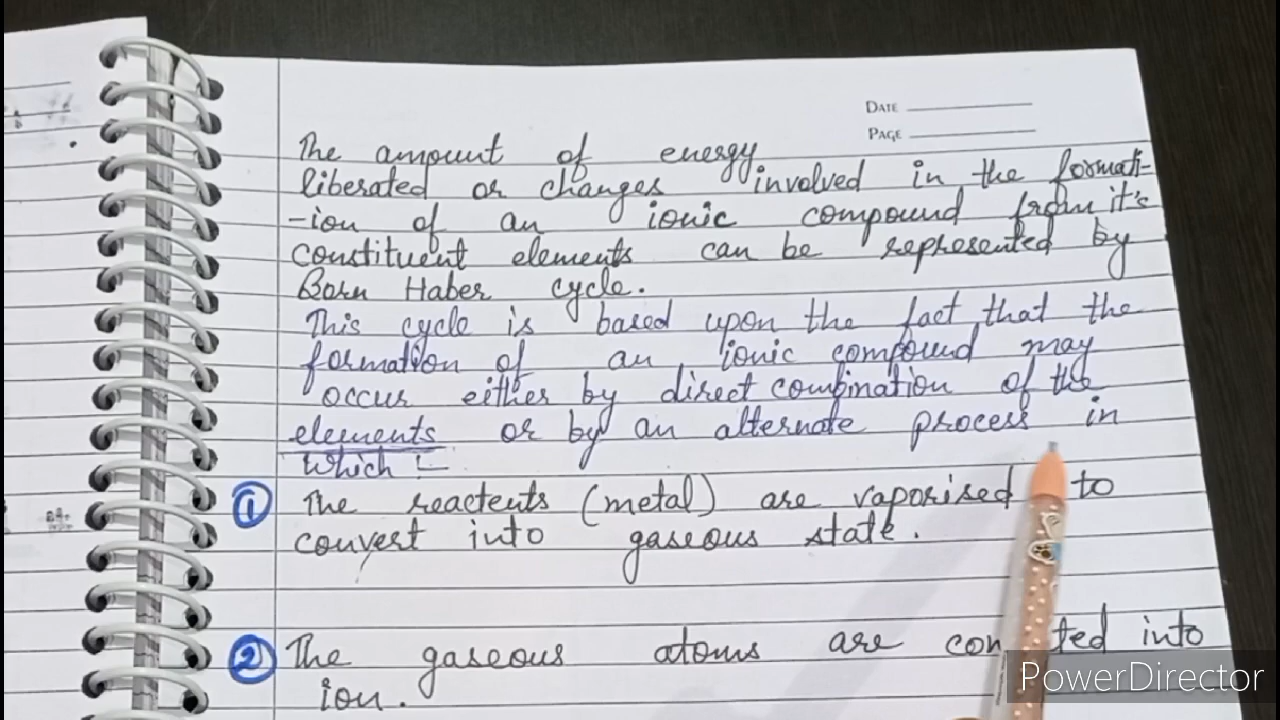 DATE
PAGE
The amount of energy
liberated or changes involved in the formati-
-ion of an ionic compound from it's
constituent elements can be represented by
Born Haber cycle.
This cycle is based upon the fact that the
formation of an ionic compound may
occur either by direct combination of the
elements or by an alternate process in
which :-
① The reactents (metal) are vaporised to
convert into gaseous state.
② The gaseous atoms are into
ion.
PowerDirector